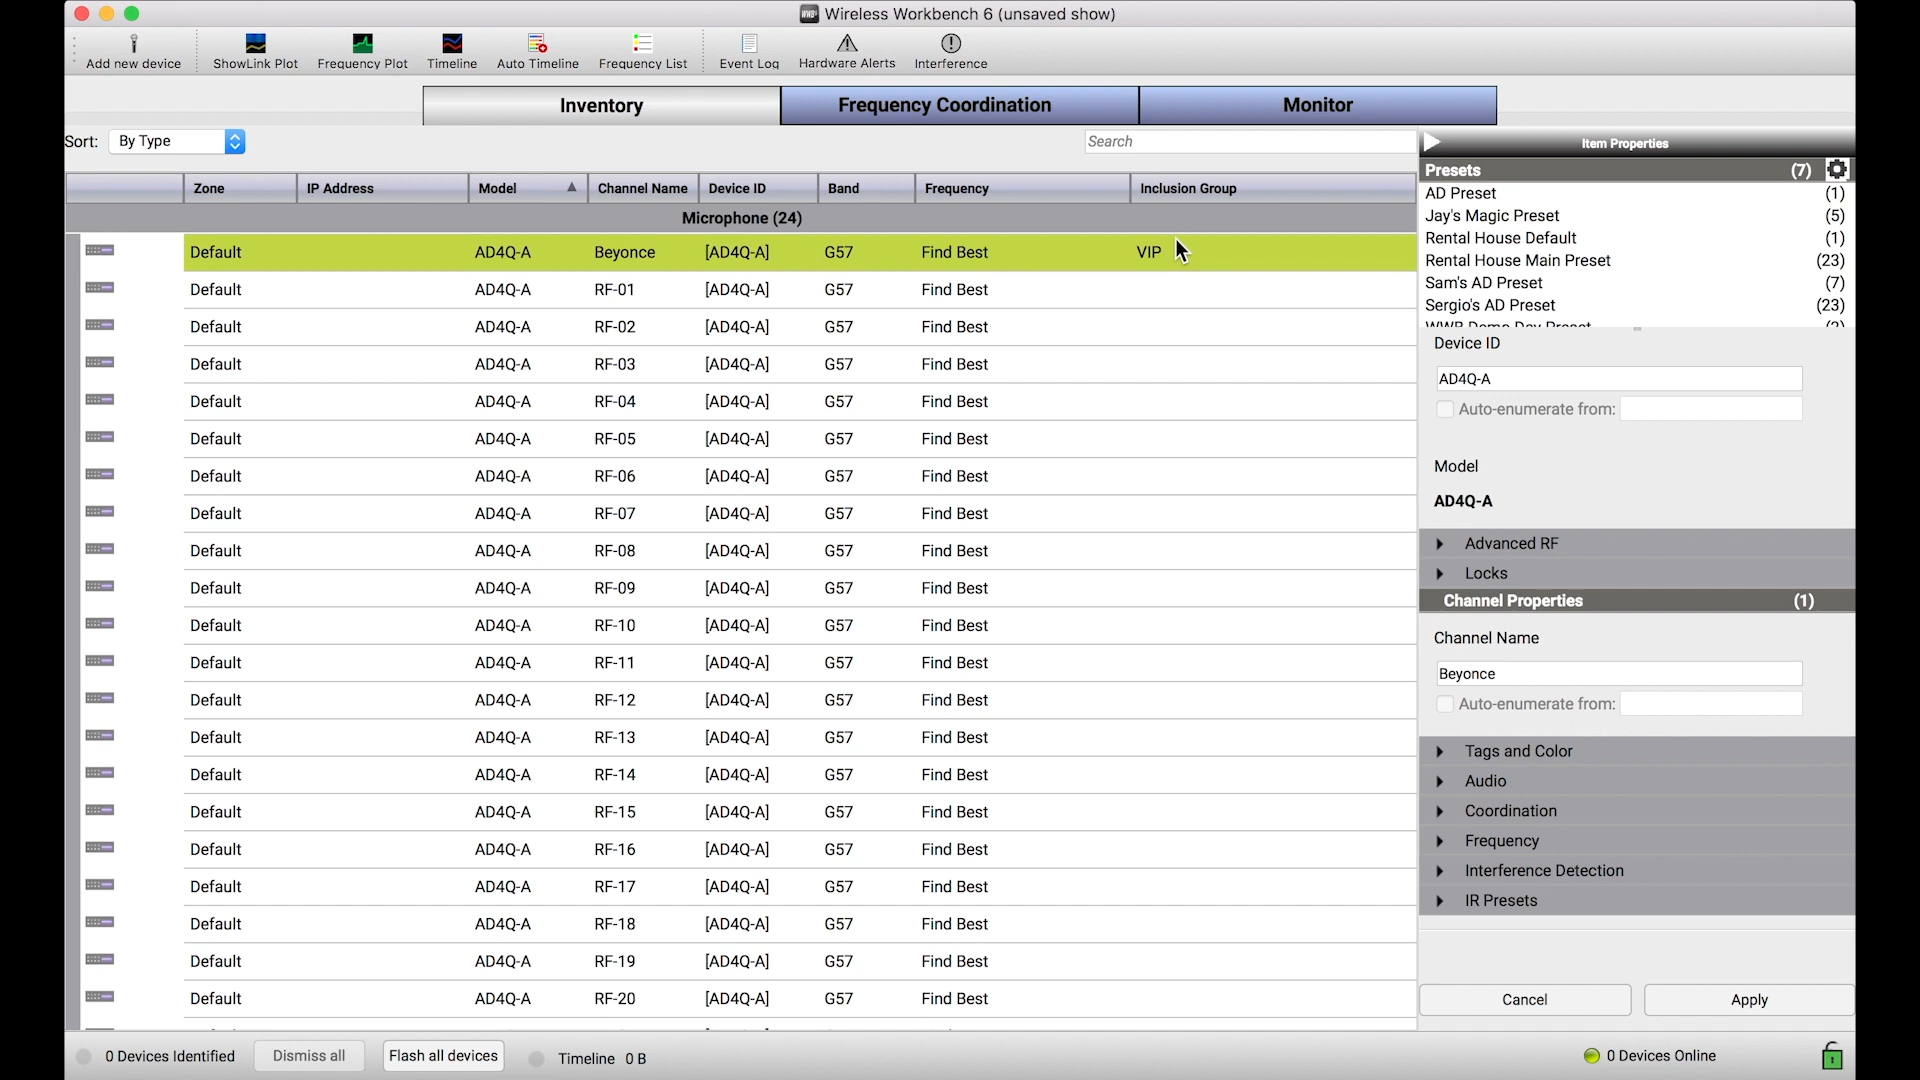 Wireless Workbench 6 (unsaved show)
Add new device ShowLink Plot Frequency Plot Timeline Auto Timeline Frequency List Event Log Hardware Alerts Interference
Inventory Frequency Coordination Monitor
Sort: By Type Search
Item Properties
Presets (7)
AD Preset (1)
Jay's Magic Preset (5)
Rental House Default (1)
Rental House Main Preset (23)
Sam's AD Preset (7)
Sergio's AD Preset (23)
WWB Demo Day Preset (2)
Zone IP Address Model Channel Name Device ID Band Frequency Inclusion Group
Microphone (24)
Default AD4Q-A Beyonce [AD4Q-A] G57 Find Best VIP
Default AD4Q-A RF-01 [AD4Q-A] G57 Find Best
Default AD4Q-A RF-02 [AD4Q-A] G57 Find Best
Default AD4Q-A RF-03 [AD4Q-A] G57 Find Best
Default AD4Q-A RF-04 [AD4Q-A] G57 Find Best
Default AD4Q-A RF-05 [AD4Q-A] G57 Find Best
Default AD4Q-A RF-06 [AD4Q-A] G57 Find Best
Default AD4Q-A RF-07 [AD4Q-A] G57 Find Best
Default AD4Q-A RF-08 [AD4Q-A] G57 Find Best
Default AD4Q-A RF-09 [AD4Q-A] G57 Find Best
Default AD4Q-A RF-10 [AD4Q-A] G57 Find Best
Default AD4Q-A RF-11 [AD4Q-A] G57 Find Best
Default AD4Q-A RF-12 [AD4Q-A] G57 Find Best
Default AD4Q-A RF-13 [AD4Q-A] G57 Find Best
Default AD4Q-A RF-14 [AD4Q-A] G57 Find Best
Default AD4Q-A RF-15 [AD4Q-A] G57 Find Best
Default AD4Q-A RF-16 [AD4Q-A] G57 Find Best
Default AD4Q-A RF-17 [AD4Q-A] G57 Find Best
Default AD4Q-A RF-18 [AD4Q-A] G57 Find Best
Default AD4Q-A RF-19 [AD4Q-A] G57 Find Best
Default AD4Q-A RF-20 [AD4Q-A] G57 Find Best
Device ID
AD4Q-A
Auto-enumerate from:
Model
AD4Q-A
Advanced RF
Locks
Channel Properties (1)
Channel Name
Beyonce
Auto-enumerate from:
Tags and Color
Audio
Coordination
Frequency
Interference Detection
IR Presets
Cancel Apply
0 Devices Identified Dismiss all Flash all devices Timeline 0 B 0 Devices Online